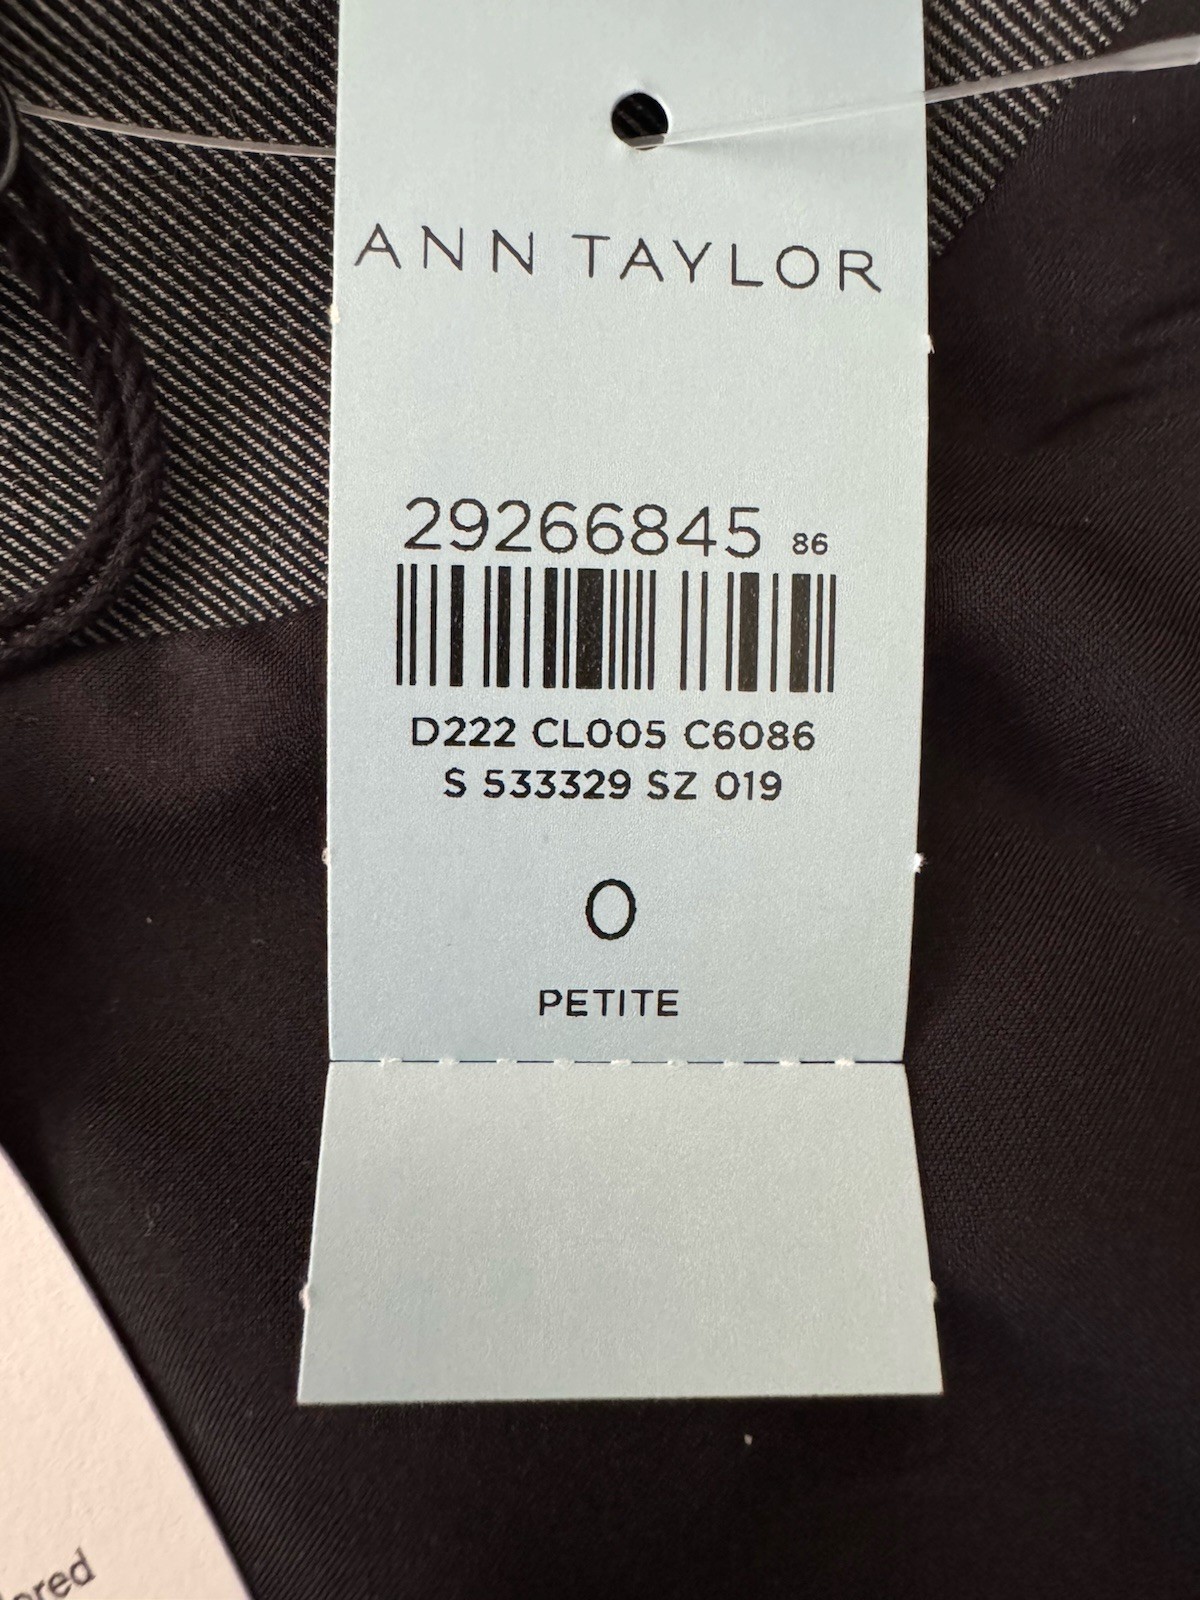 ANN TAYLOR
29266845 86
D222 CL005 C6086
S 533329 SZ 019
0
PETITE